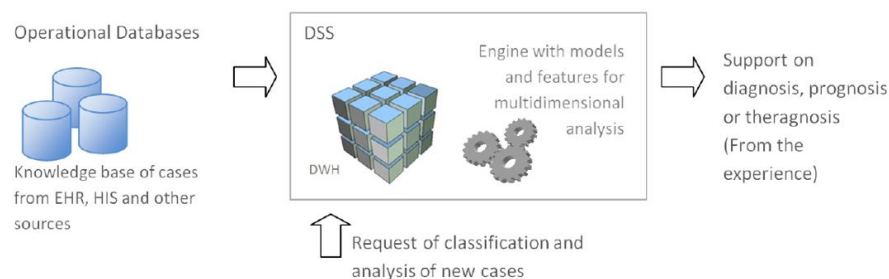 Operational Databases
Knowledge base of cases
from EHR, HIS and other
sources
DSS
Engine with models
and features for
multidimensional
analysis
DWH
Request of classification and
analysis of new cases
Support on
diagnosis, prognosis
or theragnosis
(From the
experience)